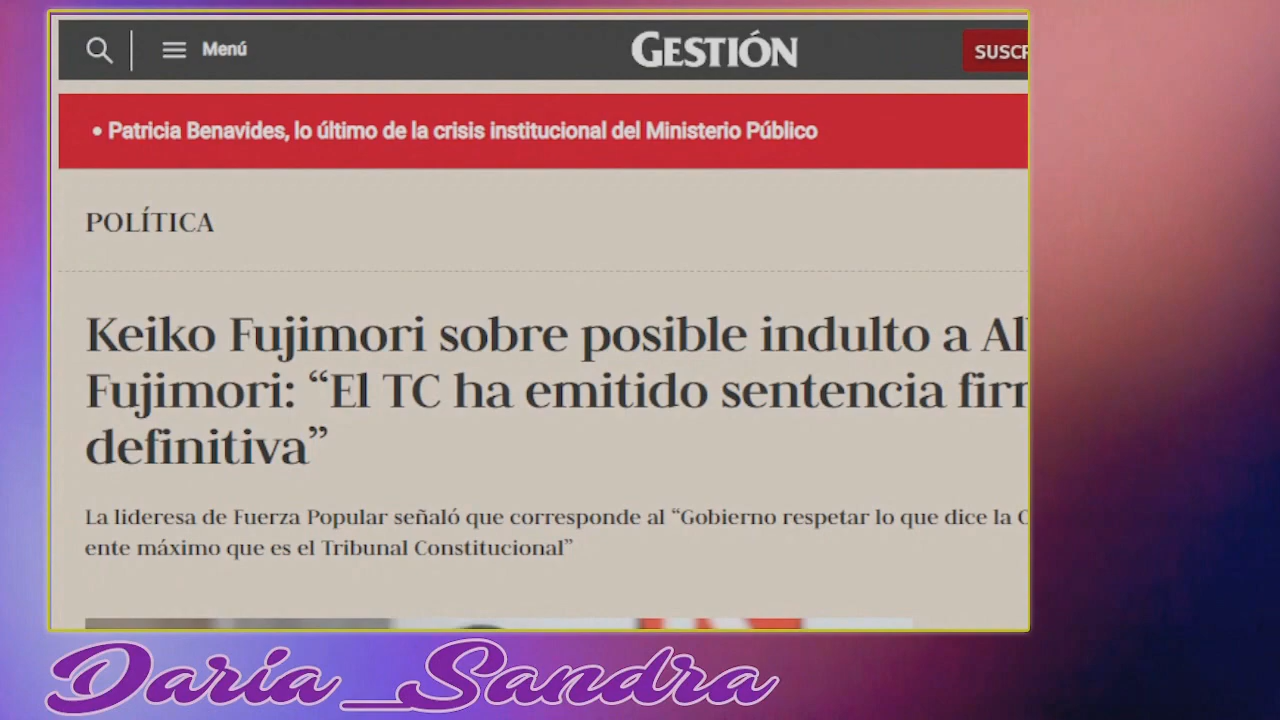 Menú
GESTIÓN
SUSCR
• Patricia Benavides, lo último de la crisis institucional del Ministerio Público
POLÍTICA
Keiko Fujimori sobre posible indulto a Al
Fujimori: “El TC ha emitido sentencia fir
definitiva”
La lideresa de Fuerza Popular señaló que corresponde al “Gobierno respetar lo que dice la C
ente máximo que es el Tribunal Constitucional”
Daria_Sandra